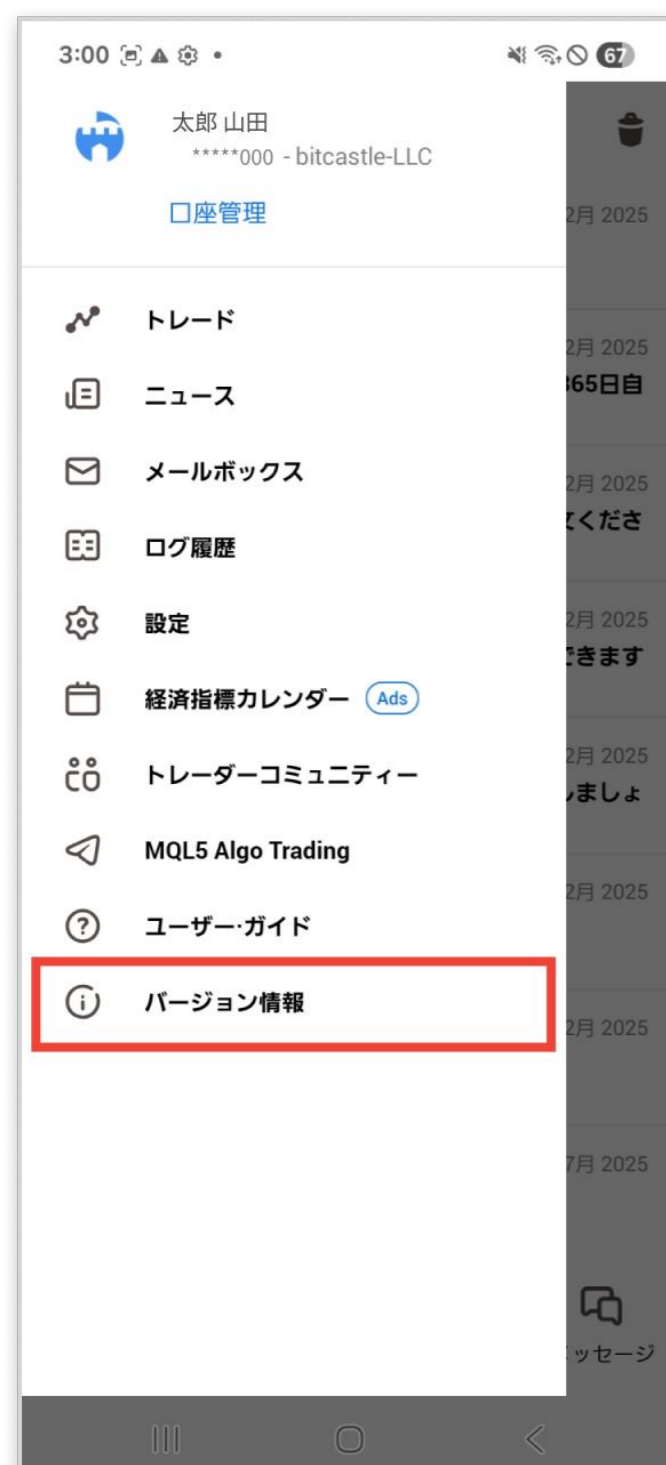 3:00
67
太郎 山田
*****000 - bitcastle-LLC
口座管理
2月 2025
トレード
2月 2025
365日自
ニュース
メールボックス
2月 2025
ください
ログ履歴
設定
2月 2025
できます
経済指標カレンダー Ads
トレーダーコミュニティー
2月 2025
しましょ
MQL5 Algo Trading
2月 2025
ユーザー·ガイド
バージョン情報
2月 2025
7月 2025
ッセージ